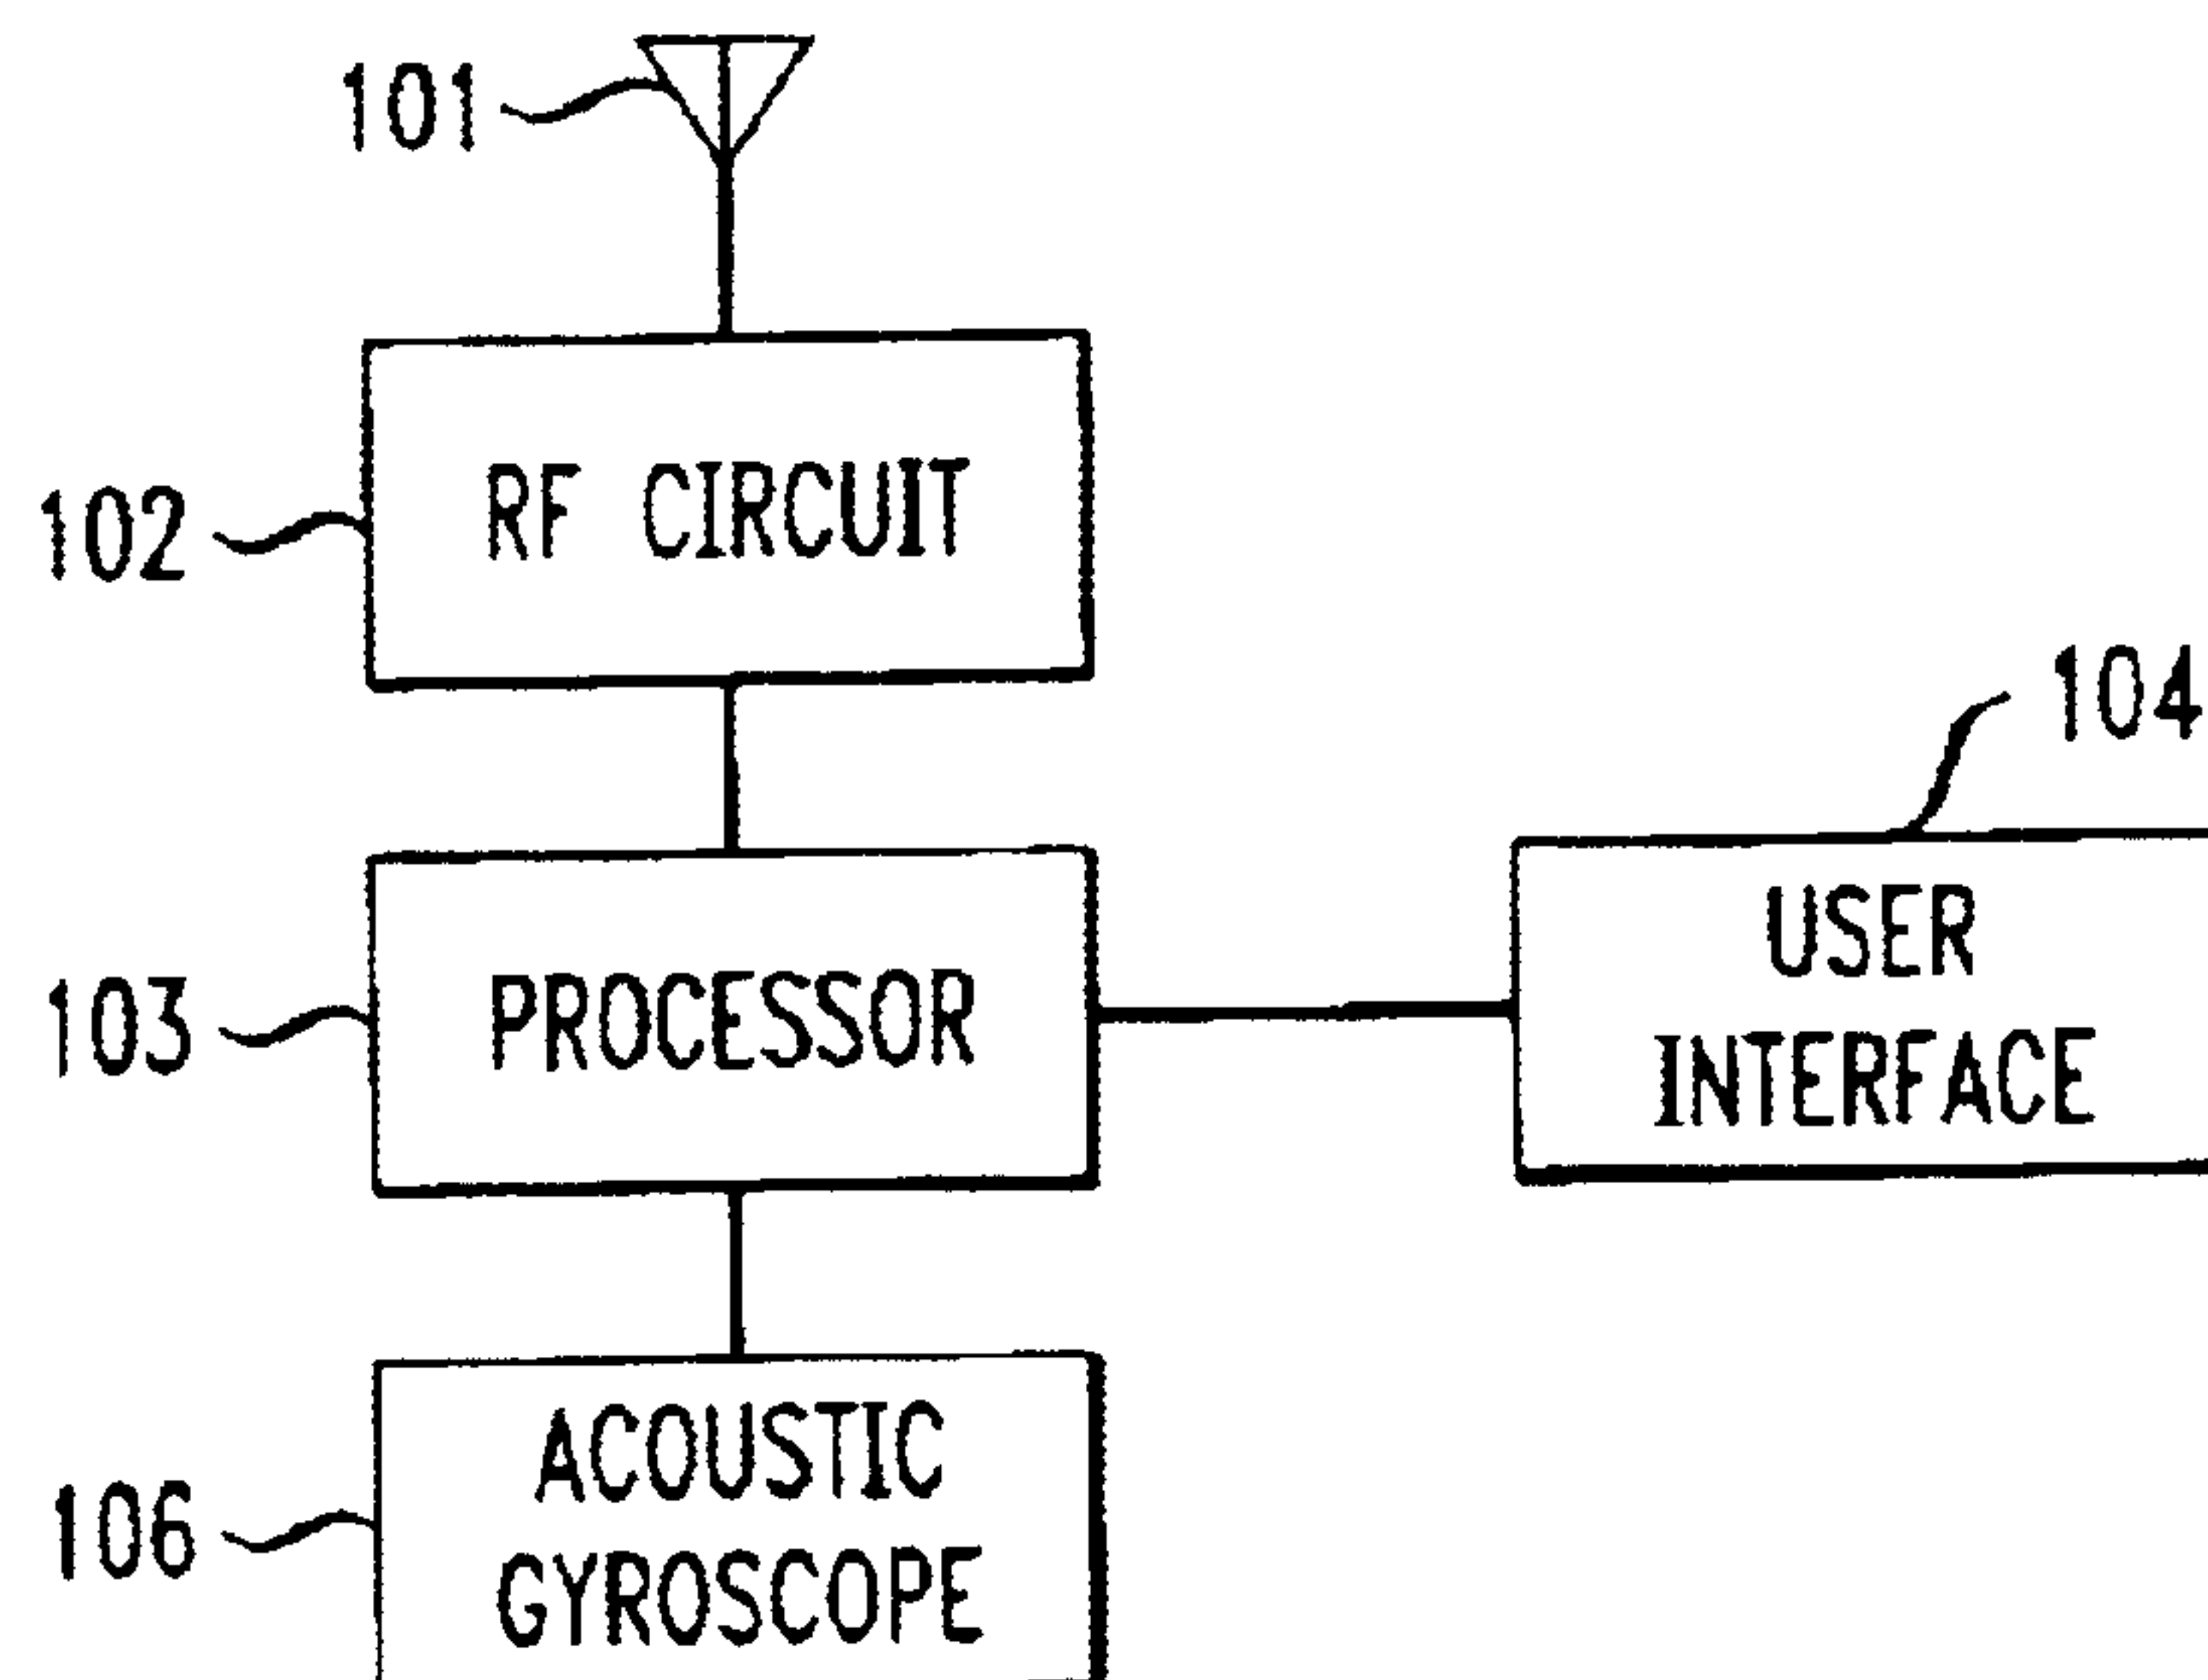 101
102
RF CIRCUIT
104
103
PROCESSOR
USER
INTERFACE
106
ACOUSTIC
GYROSCOPE